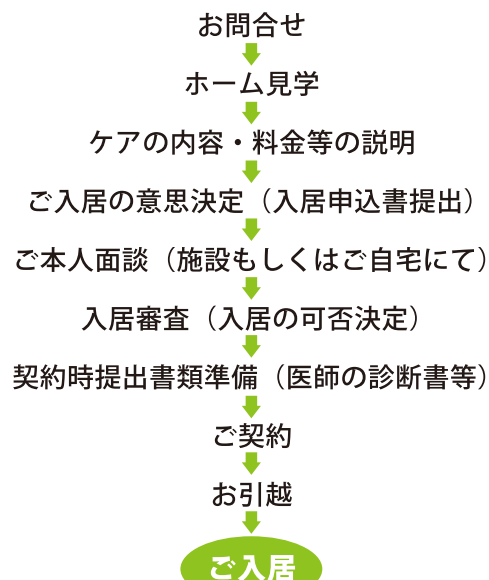 お問合せ
ホーム見学
ケアの内容・料金等の説明
ご入居の意思決定（入居申込書提出）
ご本人面談（施設もしくはご自宅にて）
入居審査（入居の可否決定）
契約時提出書類準備（医師の診断書等）
ご契約
お引越
ご入居